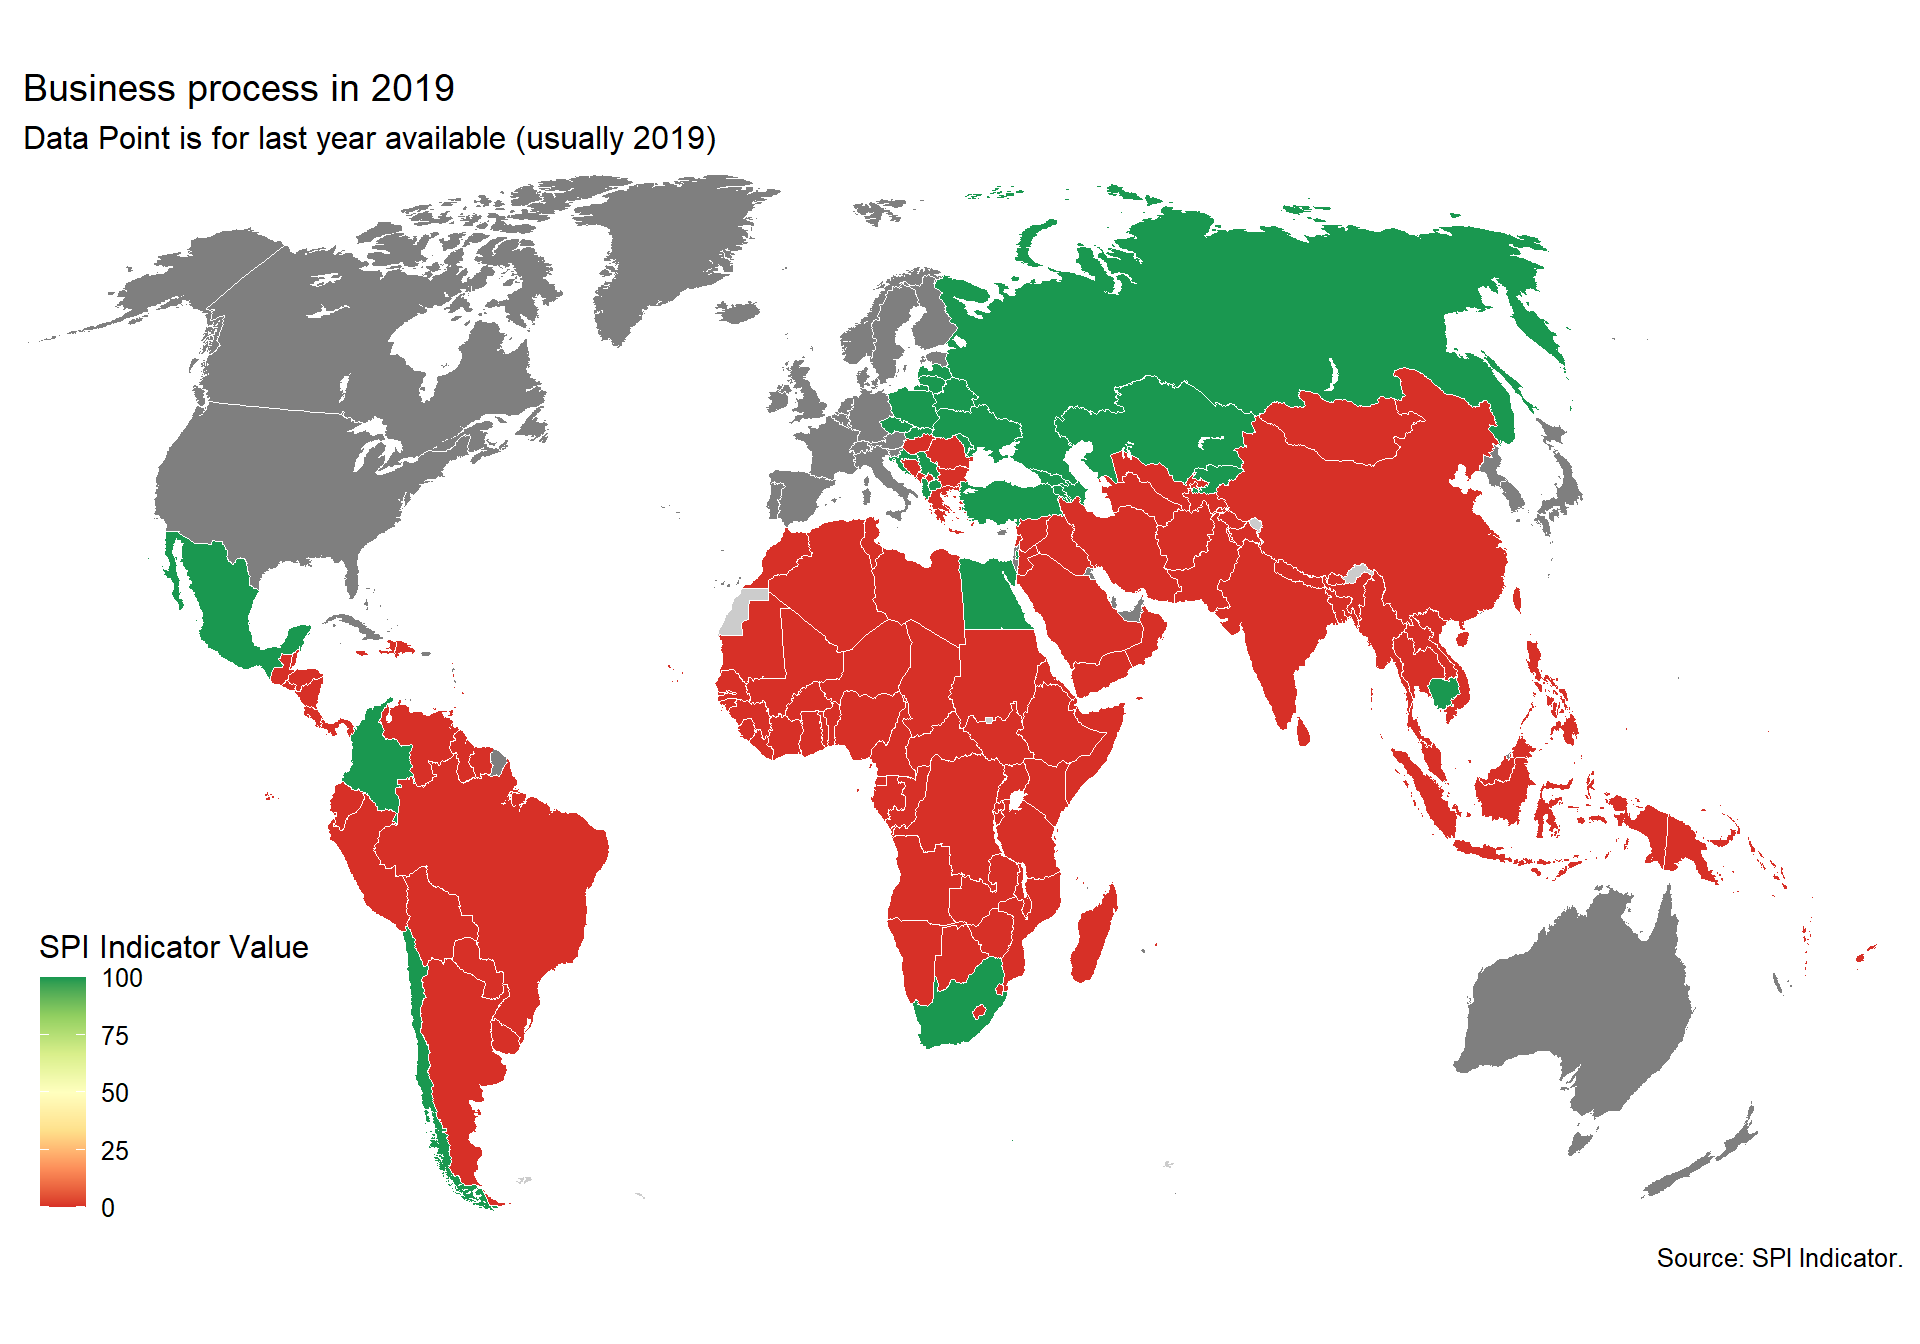 Business process in 2019
Data Point is for last year available (usually 2019)
SPI Indicator Value
100
75
50
25
0
Source: SPI Indicator.